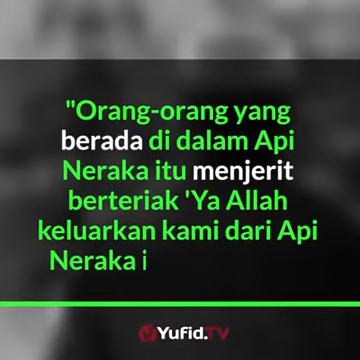 "Orang-orang yang
berada di dalam Api
Neraka itu menjerit
berteriak 'Ya Allah
keluarkan kami dari Api
Neraka i
Yufid.TV